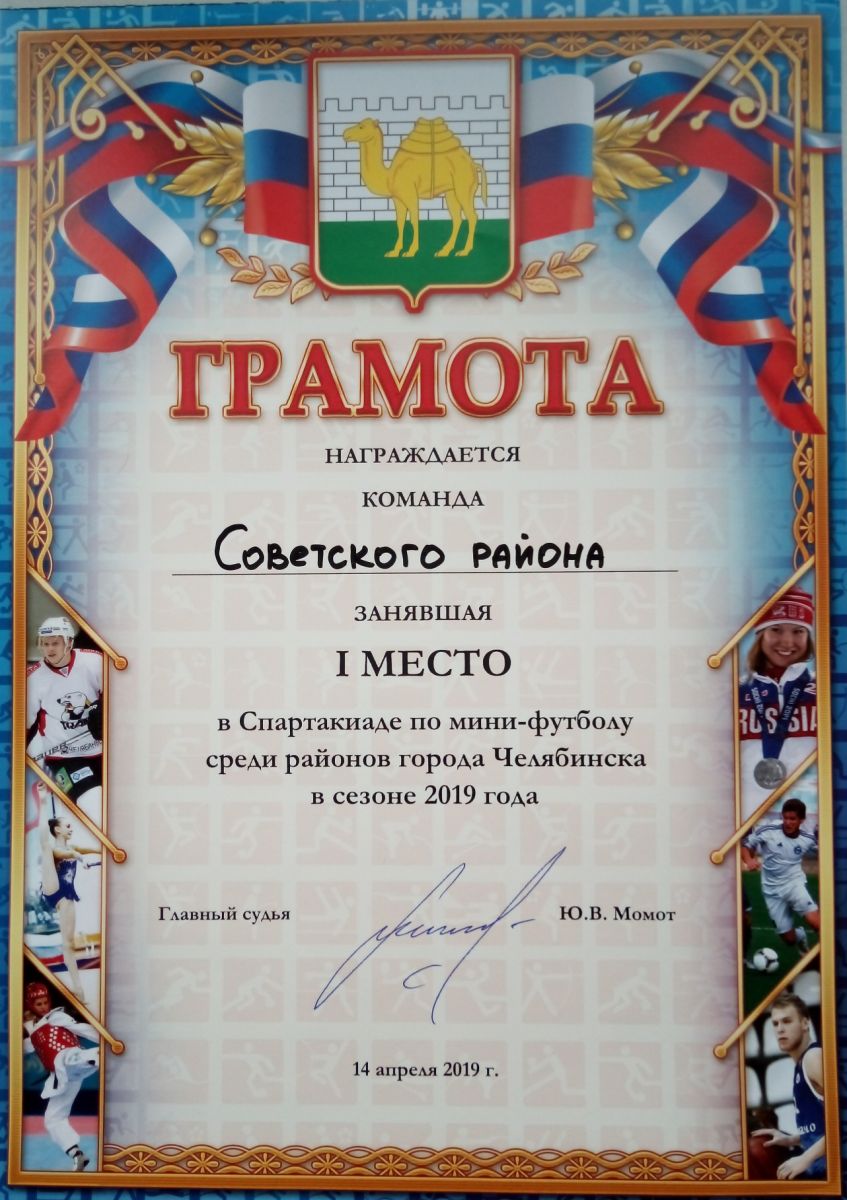 ГРАМОТА
НАГРАЖДАЕТСЯ
КОМАНДА
Советского района
ЗАНЯВШАЯ
I МЕСТО
в Спартакиаде по мини-футболу
среди районов города Челябинска
в сезоне 2019 года
Главный судья
Ю.В. Момот
14 апреля 2019 г.
RUSSIA